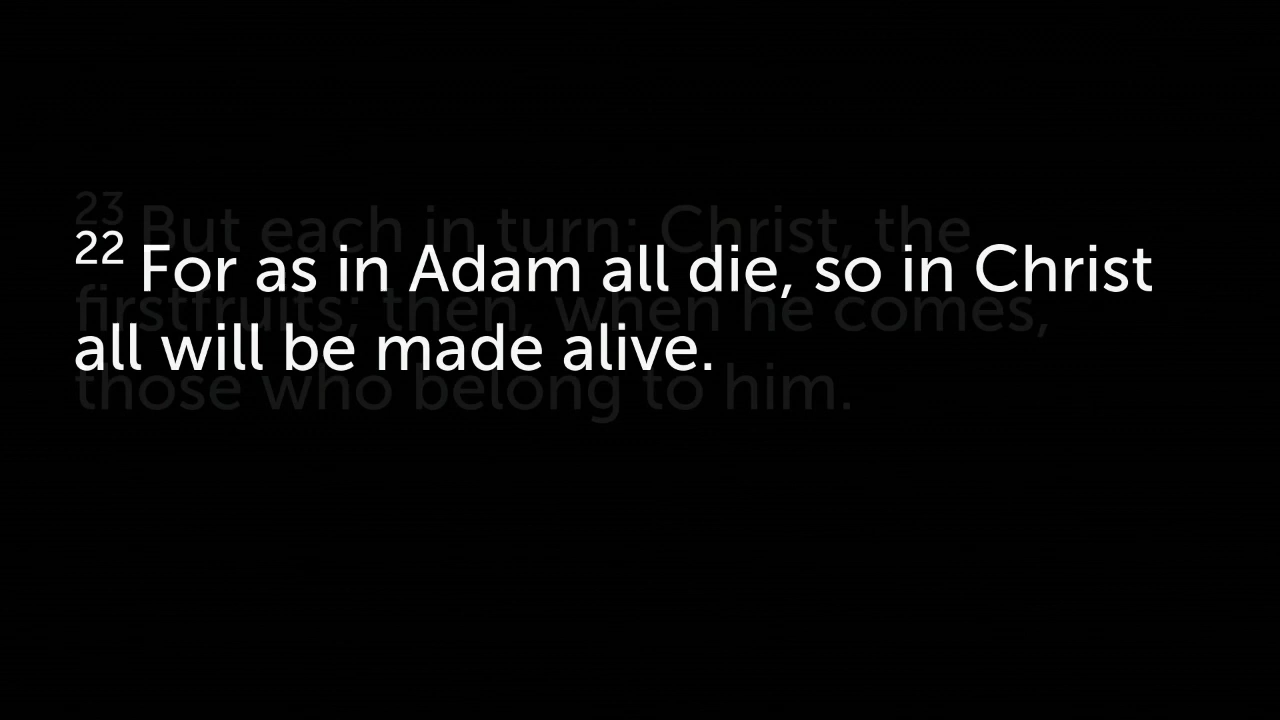 23 But each in turn: Christ, the
22 For as in Adam all die, so in Christ
firstfruits; then, when he comes,
all will be made alive.
those who belong to him.